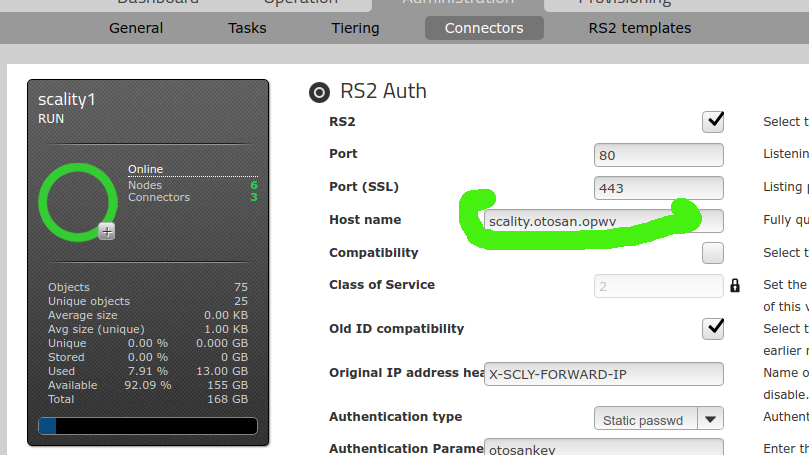 Dashboard Operation Administration Provisioning
General Tasks Tiering Connectors RS2 templates
scality1
RUN
Online
Nodes 6
Connectors 3
+
Objects 75
Unique objects 25
Average size 0.00 KB
Avg size (unique) 1.00 KB
Unique 0.00 % 0.000 GB
Stored 0.00 % 0 GB
Used 7.91 % 13.00 GB
Available 92.09 % 155 GB
Total 168 GB
RS2 Auth
RS2 Select t
Port 80 Listenin
Port (SSL) 443 Listing p
Host name scality.otosan.opwv Fully qu
Compatibility Select t
Class of Service 2 Set the
of this v
Old ID compatibility Select t
earlier r
Original IP address hea X-SCLY-FORWARD-IP Name o
disable.
Authentication type Static passwd Authent
Authentication Parame otosankey Enter th